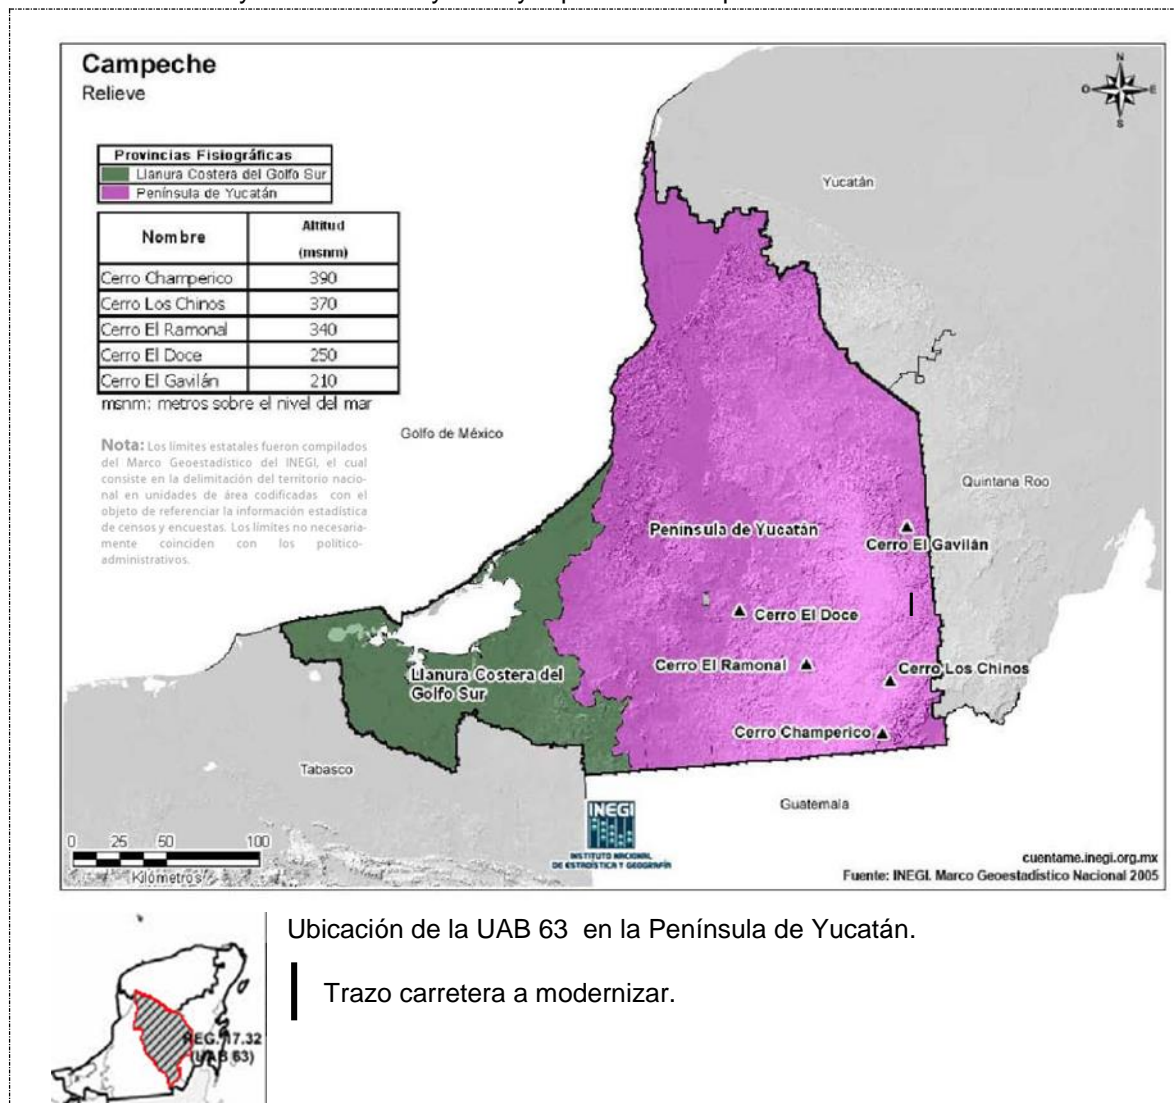 Campeche
Relieve
N
O E
S
Provincias Fisiográficas
Llanura Costera del Golfo Sur
Península de Yucatán
Nombre Altitud
(msnm)
Cerro Champerico 390
Cerro Los Chinos 370
Cerro El Ramonal 340
Cerro El Doce 250
Cerro El Gavilán 210
msnm: metros sobre el nivel del mar
Nota: Los límites estatales fueron compilados
del Marco Geoestadístico del INEGI, el cual
consiste en la delimitación del territorio nacio-
nal en unidades de área codificadas con el
objeto de referenciar la información estadística
de censos y encuestas. Los límites no necesaria-
mente coinciden con los político-
administrativos.
Yucatán
Golfo de México
Quintana Roo
Península de Yucatán
Cerro El Gavilán
Cerro El Doce
Cerro El Ramonal
Cerro Los Chinos
Llanura Costera del
Golfo Sur
Cerro Champerico
Tabasco
Guatemala
INEGI
INSTITUTO NACIONAL
DE ESTADÍSTICA Y GEOGRAFÍA
0 25 50 100
Kilómetros
cuentame.inegi.org.mx
Fuente: INEGI. Marco Geoestadístico Nacional 2005
Ubicación de la UAB 63 en la Península de Yucatán.
Trazo carretera a modernizar.
REG. 17.32
(UAB 63)